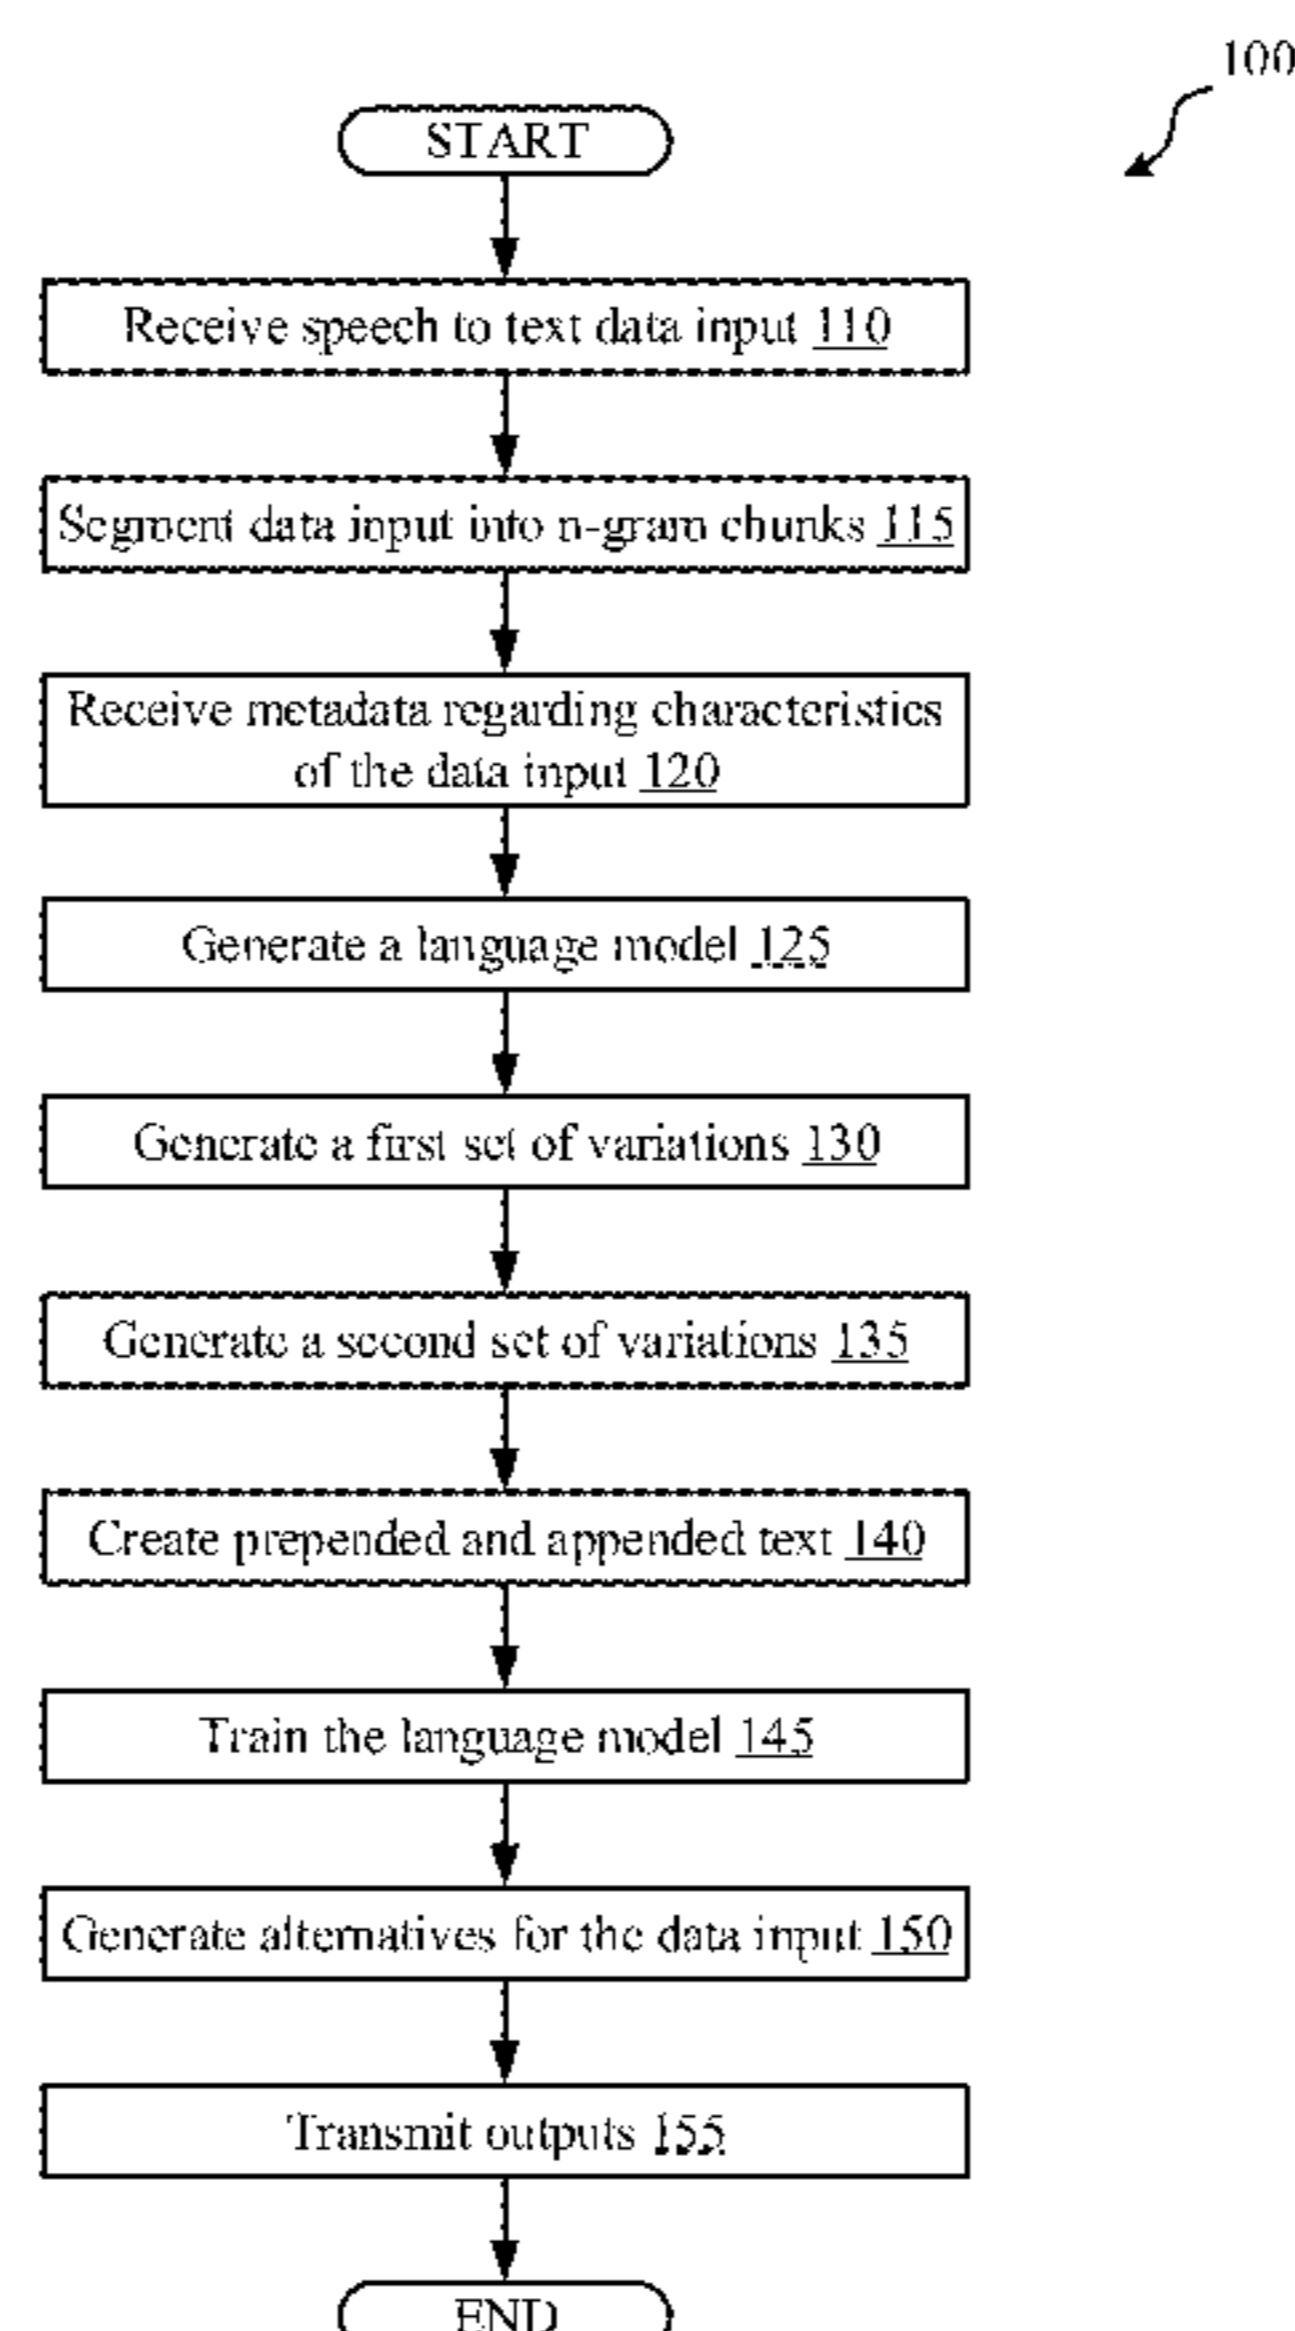 100
START
Receive speech to text data input 110
Segment data input into n-gram chunks 115
Receive metadata regarding characteristics
of the data input 120
Generate a language model 125
Generate a first set of variations 130
Generate a second set of variations 135
Create prepended and appended text 140
Train the language model 145
Generate alternatives for the data input 150
Transmit outputs 155
END